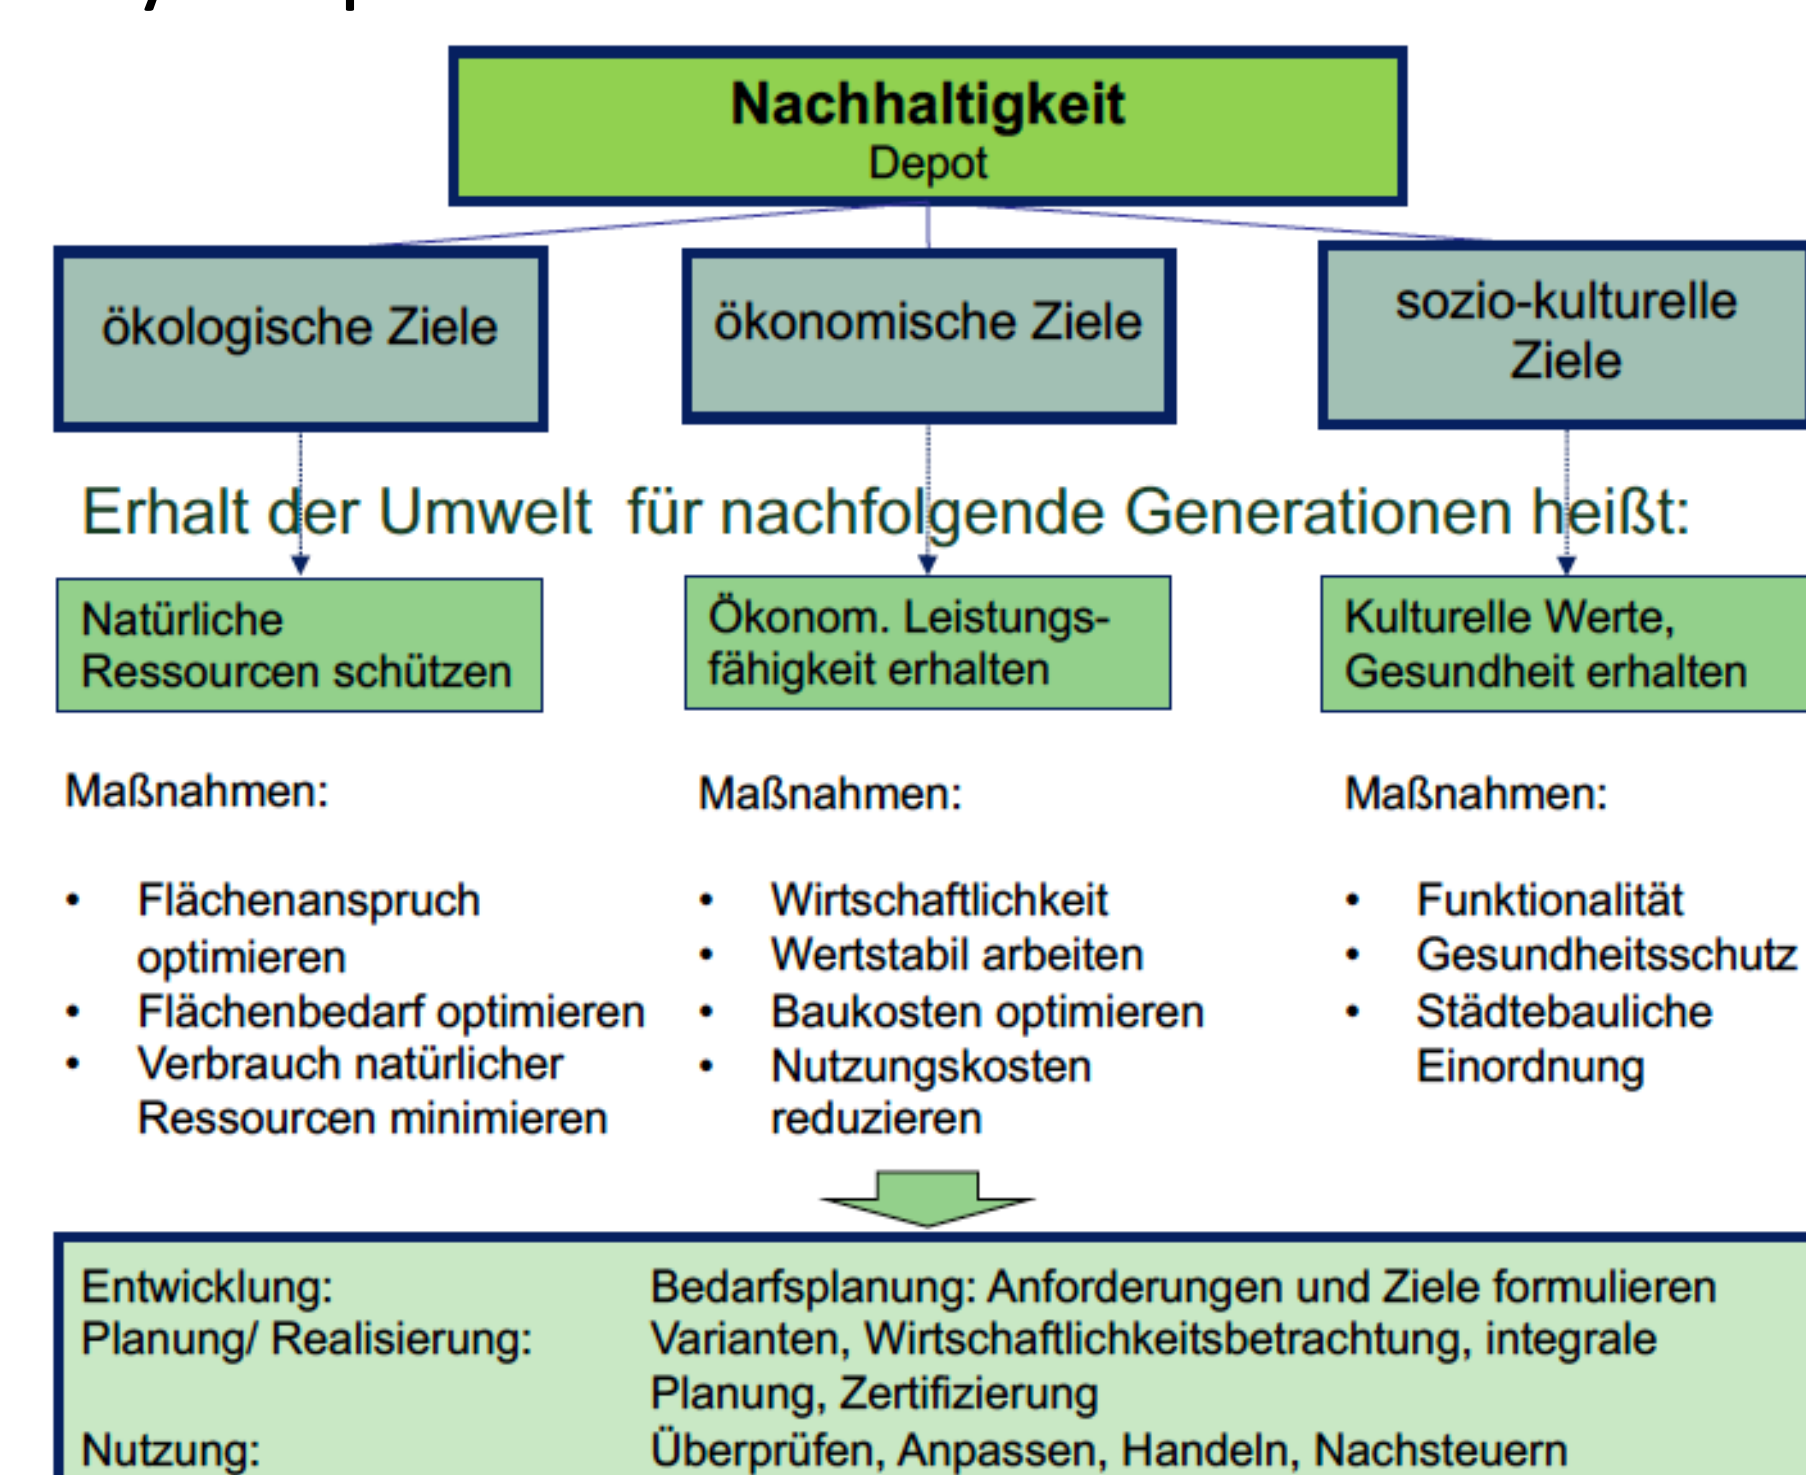 Nachhaltigkeit
Depot
ökologische Ziele
ökonomische Ziele
sozio-kulturelle
Ziele
Erhalt der Umwelt für nachfolgende Generationen heißt:
Natürliche
Ressourcen schützen
Ökonom. Leistungs-
fähigkeit erhalten
Kulturelle Werte,
Gesundheit erhalten
Maßnahmen:
• Flächenanspruch
optimieren
• Flächenbedarf optimieren
• Verbrauch natürlicher
Ressourcen minimieren
Maßnahmen:
• Wirtschaftlichkeit
• Wertstabil arbeiten
• Baukosten optimieren
• Nutzungskosten
reduzieren
Maßnahmen:
• Funktionalität
• Gesundheitsschutz
• Städtebauliche
Einordnung
Entwicklung: Bedarfsplanung: Anforderungen und Ziele formulieren
Planung/ Realisierung: Varianten, Wirtschaftlichkeitsbetrachtung, integrale
Planung, Zertifizierung
Nutzung: Überprüfen, Anpassen, Handeln, Nachsteuern